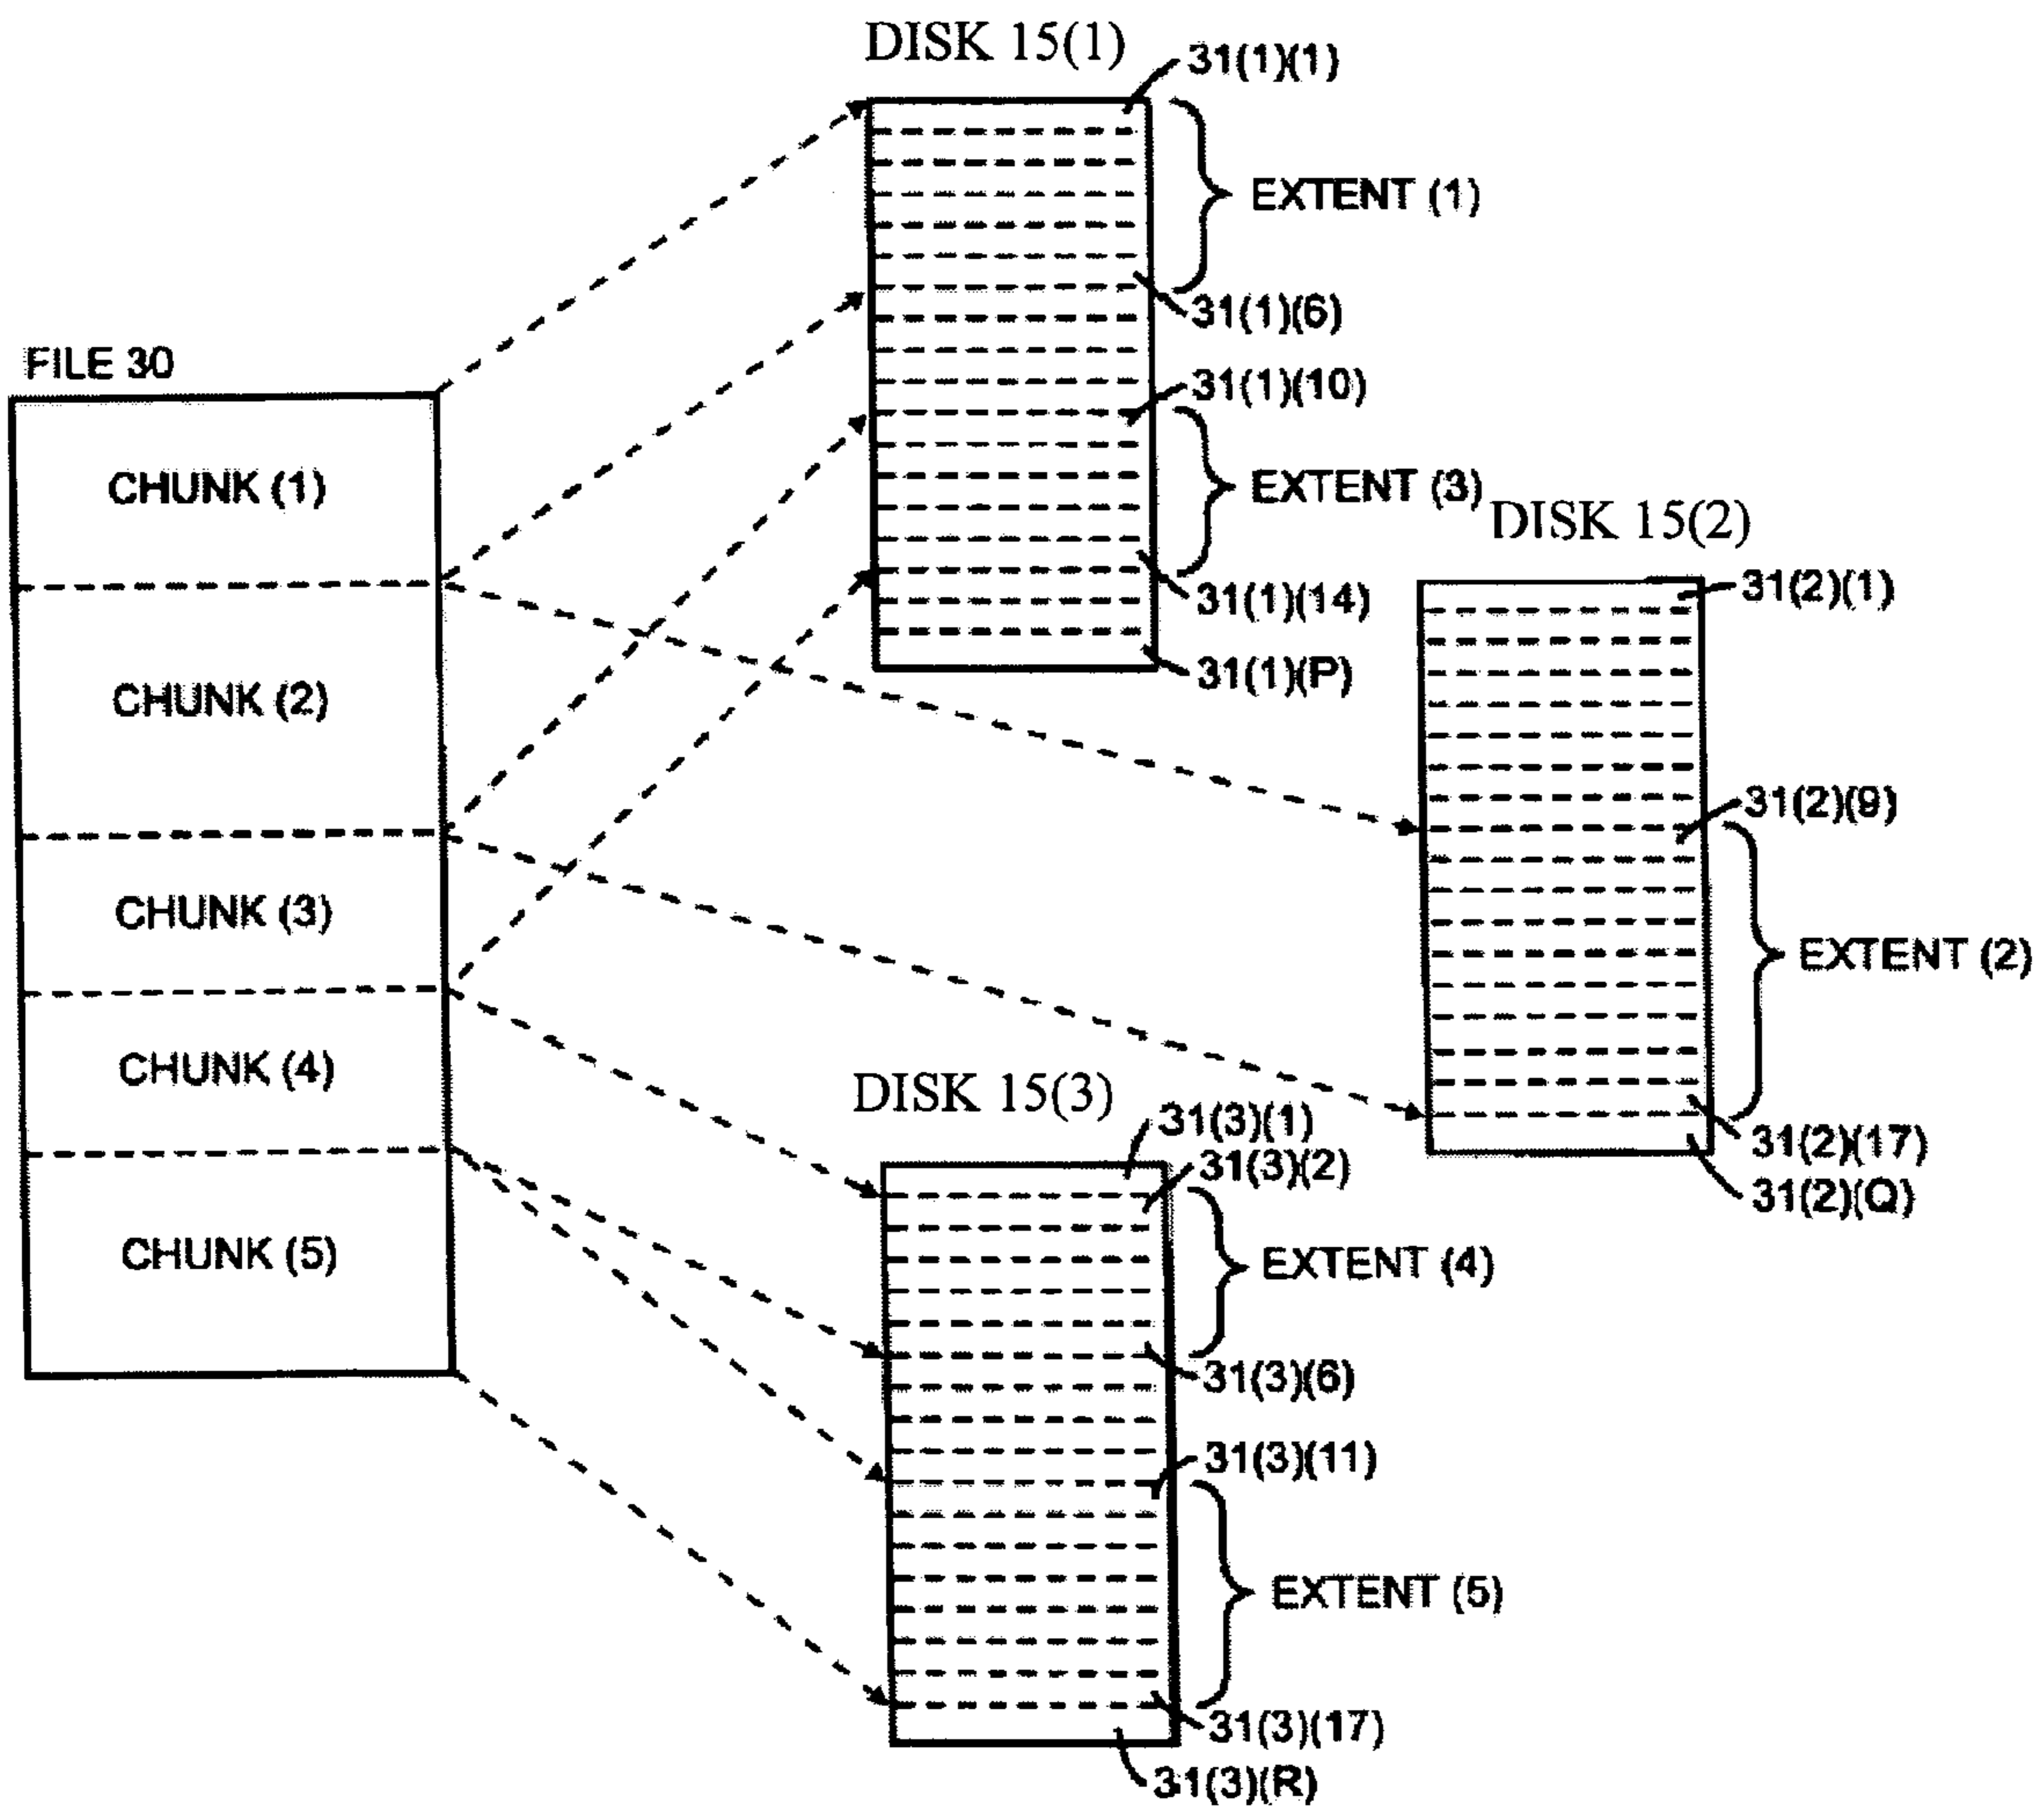 DISK 15(1)
31(1)(1)
EXTENT (1)
31(1)(6)
FILE 30
31(1)(10)
CHUNK (1)
EXTENT (3)
DISK 15(2)
31(2)(1)
31(1)(14)
31(1)(P)
CHUNK (2)
31(2)(9)
CHUNK (3)
EXTENT (2)
CHUNK (4)
DISK 15(3)
31(3)(1)
31(2)(17)
31(3)(2)
31(2)(Q)
CHUNK (5)
EXTENT (4)
31(3)(6)
31(3)(11)
EXTENT (5)
31(3)(17)
31(3)(R)